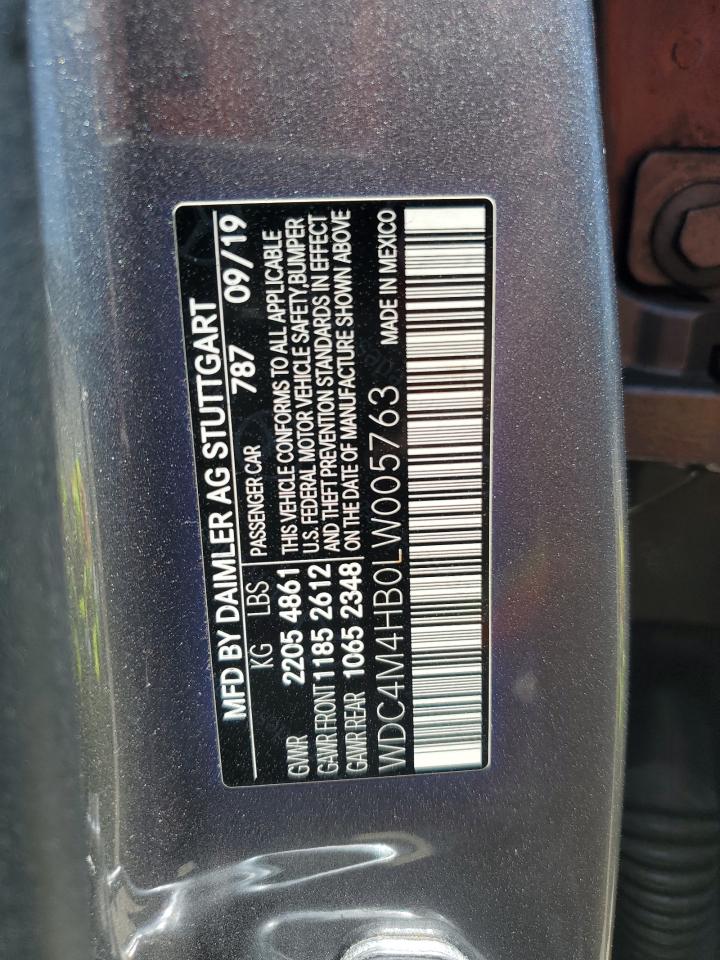 MFD BY DAIMLER AG STUTTGART
787 09/19
KG LBS PASSENGER CAR
GVWR 2205 4861
GAWR FRONT 1185 2612
GAWR REAR 1065 2348
THIS VEHICLE CONFORMS TO ALL APPLICABLE
U.S. FEDERAL MOTOR VEHICLE SAFETY,BUMPER
AND THEFT PREVENTION STANDARDS IN EFFECT
ON THE DATE OF MANUFACTURE SHOWN ABOVE
WDC4M4HB0LW005763 MADE IN MEXICO